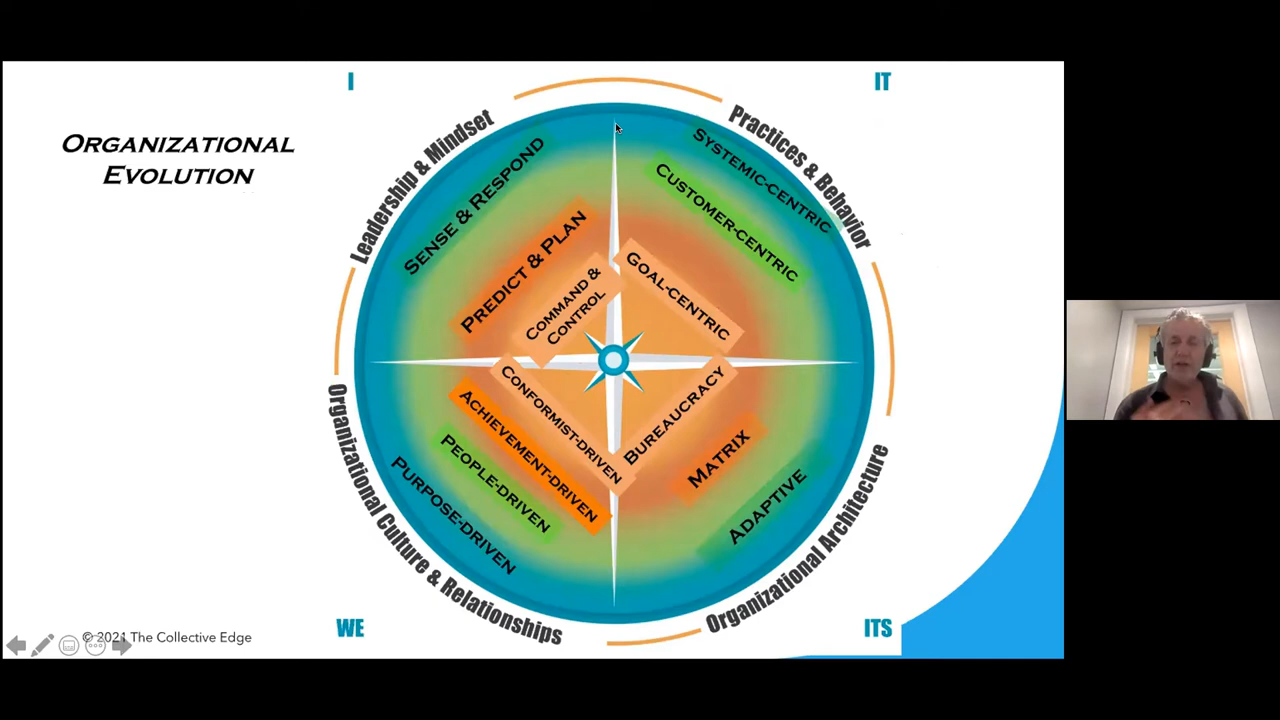 I
IT
ORGANIZATIONAL
EVOLUTION
Leadership & Mindset
Practices & Behavior
SENSE & RESPOND
PREDICT & PLAN
COMMAND &
CONTROL
SYSTEMIC-CENTRIC
CUSTOMER-CENTRIC
GOAL-CENTRIC
CONFORMIST-DRIVEN
ACHIEVEMENT-DRIVEN
PEOPLE-DRIVEN
PURPOSE-DRIVEN
BUREAUCRACY
MATRIX
ADAPTIVE
Organizational Culture & Relationships
Organizational Architecture
WE
ITS
© 2021 The Collective Edge